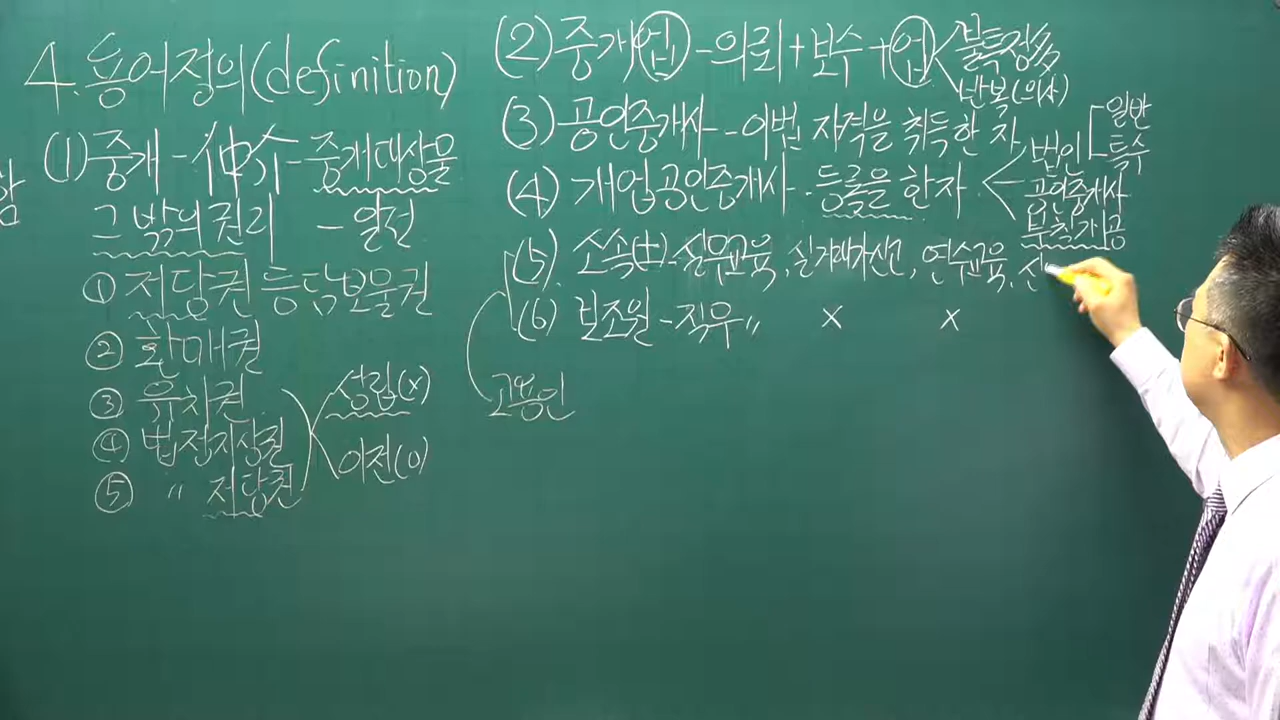 4. 용어정의(definition)
(1) 중개 - 仲介 - 중개대상물
그 밖의 권리 - 열전
① 저당권 등 담보물권
② 환매권
③ 유치권
④ 법정지상권
⑤ 〃 저당권
성립(x)
이전(o)
(2) 중개업 - 의뢰 + 보수 + 업
불특정多
반복(의사)
(3) 공인중개사 - 이법 자격을 취득한 자
(4) 개업공인중개사 - 등록을 한 자
법인
일반
특수
공인중개사
부칙개공
(5) 소속(士) - 실무교육, 실거래가신고, 연수교육,
(6) 보조원 - 직무〃 x x
고용인